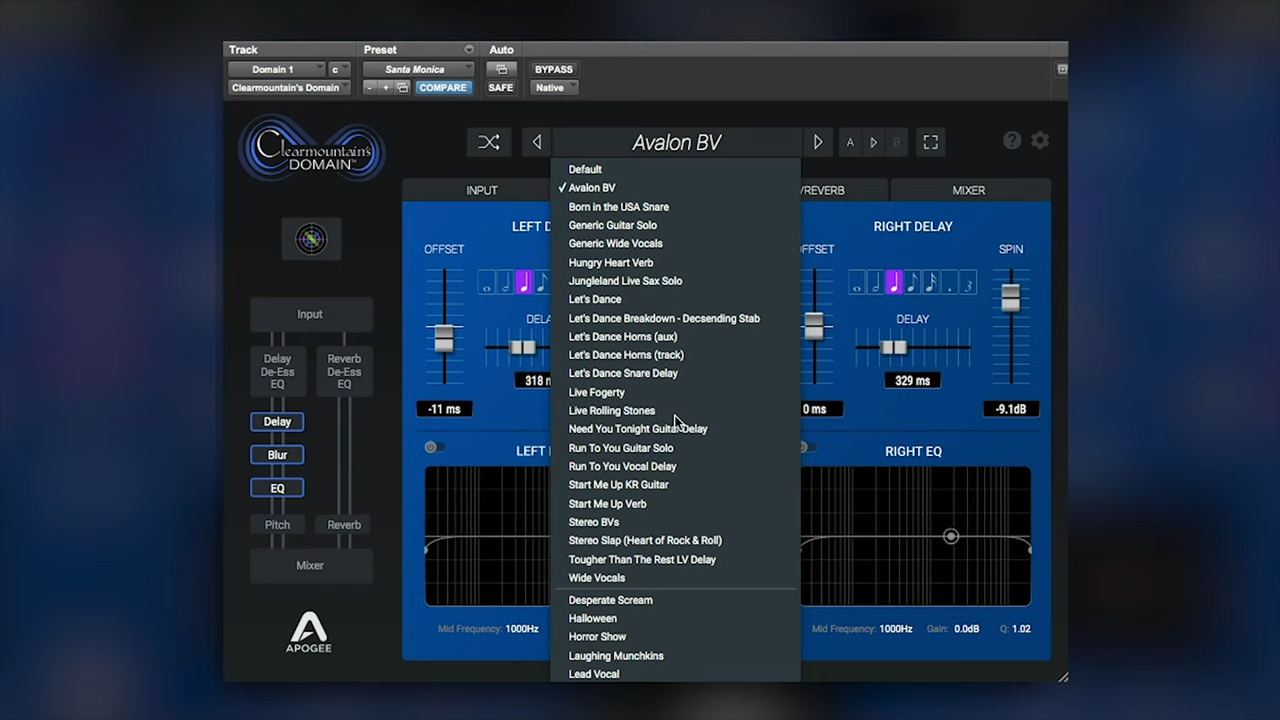 Track
Preset
Auto
Domain 1
c
Santa Monica
BYPASS
Clearmountain's Domain
- +
COMPARE
SAFE
Native
Clearmountain's
DOMAIN™
Avalon BV
A
B
INPUT
/REVERB
MIXER
Default
✓ Avalon BV
Born in the USA Snare
Generic Guitar Solo
Generic Wide Vocals
Hungry Heart Verb
Jungleland Live Sax Solo
Let's Dance
Let's Dance Breakdown - Decsending Stab
Let's Dance Horns (aux)
Let's Dance Horns (track)
Let's Dance Snare Delay
Live Fogerty
Live Rolling Stones
Need You Tonight Guitar Delay
Run To You Guitar Solo
Run To You Vocal Delay
Start Me Up KR Guitar
Start Me Up Verb
Stereo BVs
Stereo Slap (Heart of Rock & Roll)
Tougher Than The Rest LV Delay
Wide Vocals
Desperate Scream
Halloween
Horror Show
Laughing Munchkins
Lead Vocal
LEFT D
OFFSET
DELA
318 m
-11 ms
LEFT
Mid Frequency: 1000Hz
RIGHT DELAY
FFSET
SPIN
3
DELAY
329 ms
0 ms
-9.1dB
RIGHT EQ
Mid Frequency: 1000Hz Gain: 0.0dB Q: 1.02
Input
Delay
De-Ess
EQ
Reverb
De-Ess
EQ
Delay
Blur
EQ
Pitch
Reverb
Mixer
APOGEE